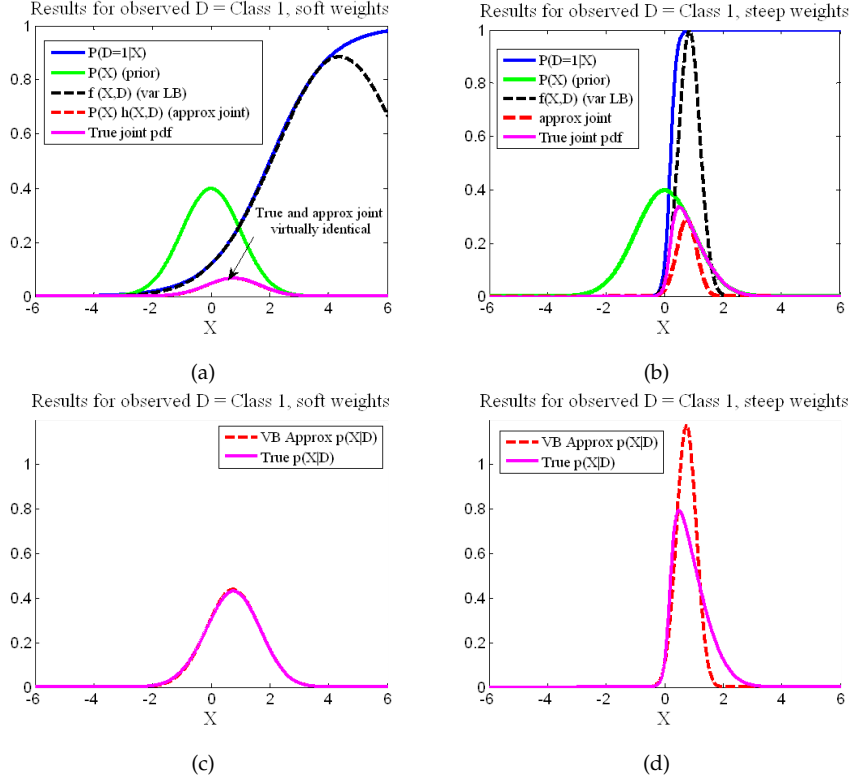 Results for observed D = Class 1, soft weights
1
0.8
0.6
0.4
0.2
0
P(D=1|X)
P(X) (prior)
f (X,D) (var LB)
P(X) h(X,D) (approx joint)
True joint pdf
True and approx joint
virtually identical
-6 -4 -2 0 2 4 6
X
(a)
Results for observed D = Class 1, steep weights
1
0.8
0.6
0.4
0.2
0
P(D=1|X)
P(X) (prior)
f(X,D) (var LB)
approx joint
True joint pdf
-6 -4 -2 0 2 4 6
X
(b)
Results for observed D = Class 1, soft weights
1
0.8
0.6
0.4
0.2
0
VB Approx p(X|D)
True p(X|D)
-6 -4 -2 0 2 4 6
X
(c)
Results for observed D = Class 1, steep weights
1
0.8
0.6
0.4
0.2
0
VB Approx p(X|D)
True p(X|D)
-6 -4 -2 0 2 4 6
X
(d)